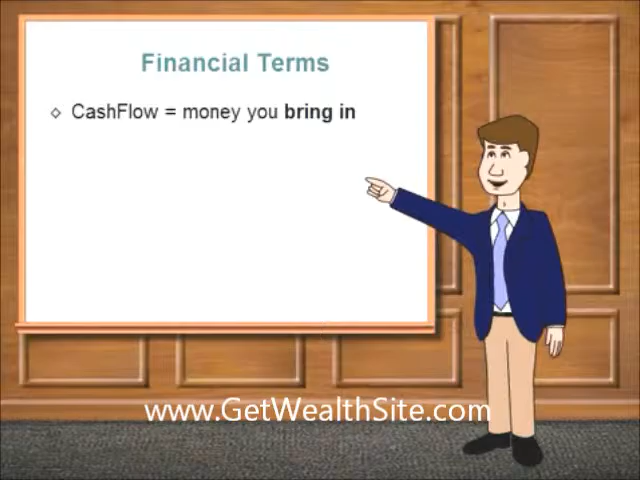 Financial Terms
◇ CashFlow = money you bring in
www.GetWealthSite.com